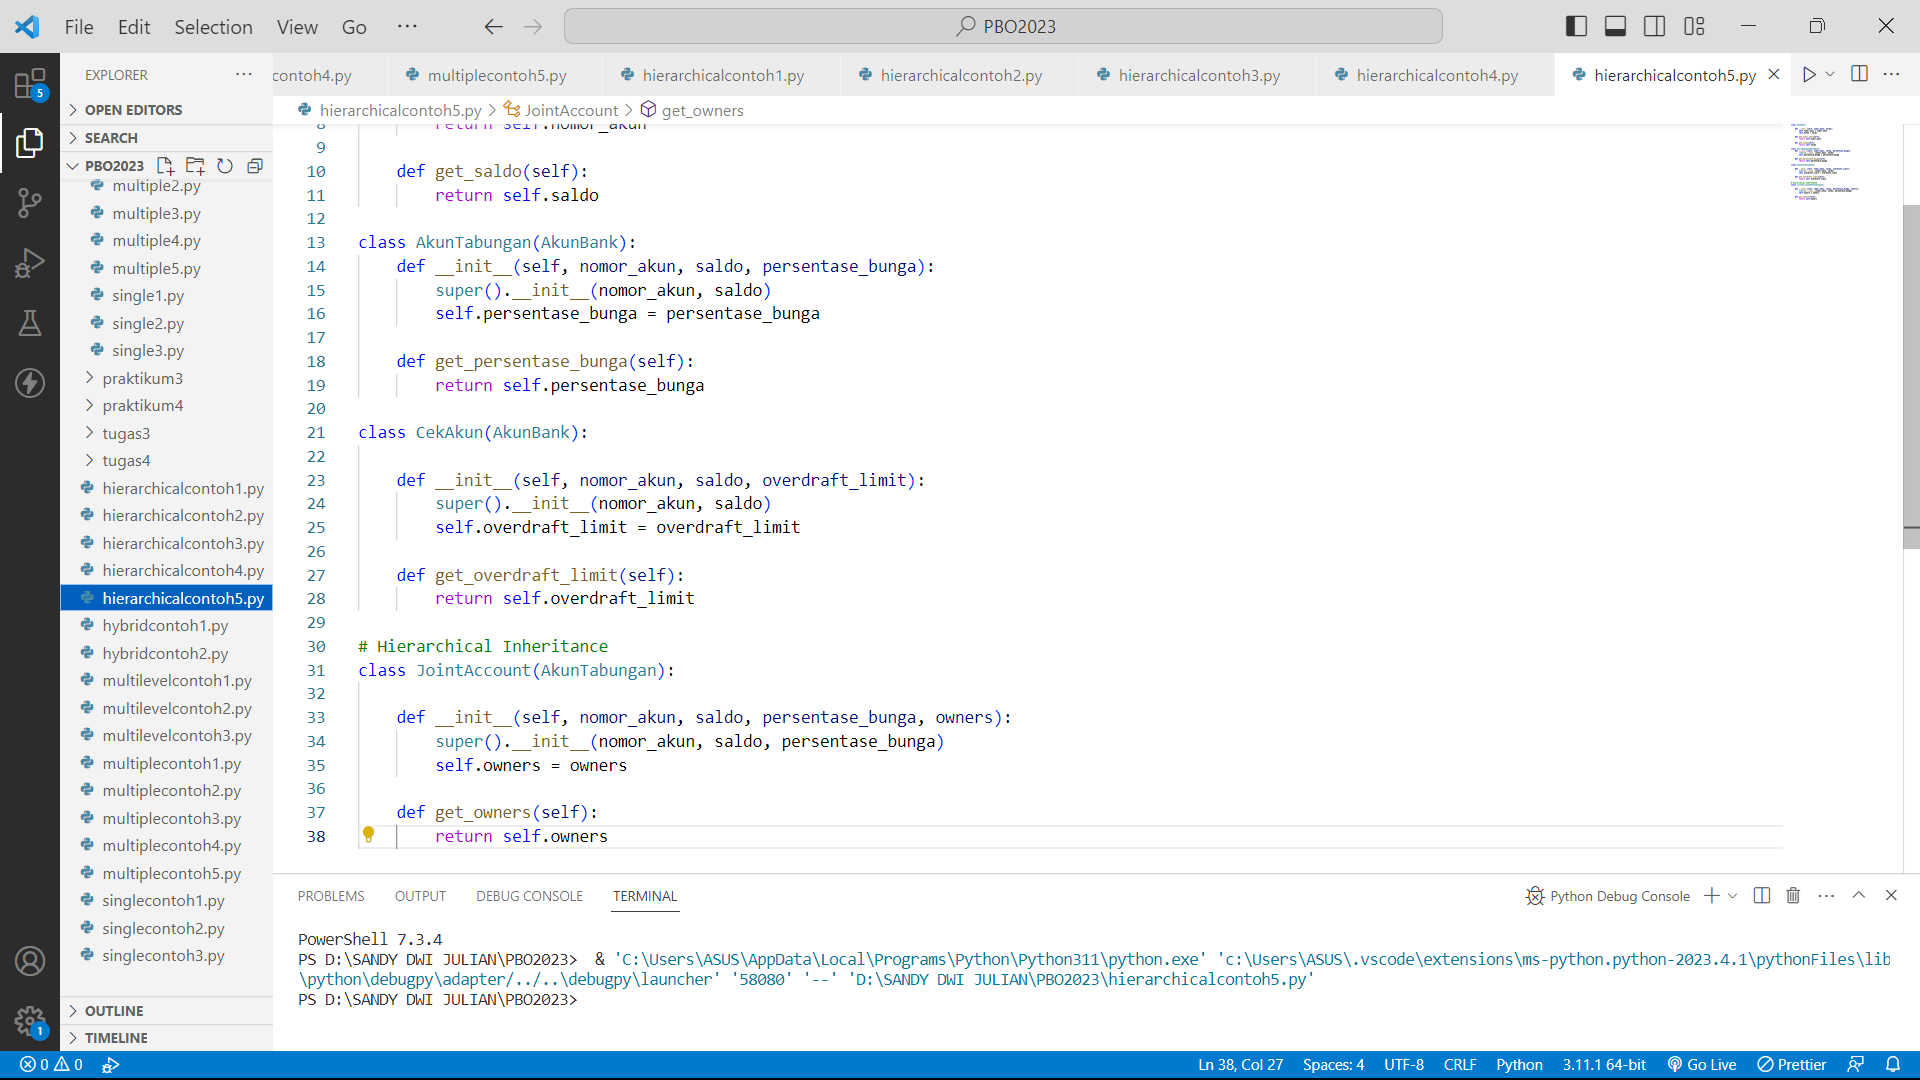 File Edit Selection View Go ··· PBO2023
EXPLORER ···
contoh4.py multiplecontoh5.py hierarchicalcontoh1.py hierarchicalcontoh2.py hierarchicalcontoh3.py hierarchicalcontoh4.py hierarchicalcontoh5.py
hierarchicalcontoh5.py > JointAccount > get_owners
5
OPEN EDITORS
SEARCH
PBO2023
multiple2.py
multiple3.py
multiple4.py
multiple5.py
single1.py
single2.py
single3.py
praktikum3
praktikum4
tugas3
tugas4
hierarchicalcontoh1.py
hierarchicalcontoh2.py
hierarchicalcontoh3.py
hierarchicalcontoh4.py
hierarchicalcontoh5.py
hybridcontoh1.py
hybridcontoh2.py
multilevelcontoh1.py
multilevelcontoh2.py
multilevelcontoh3.py
multiplecontoh1.py
multiplecontoh2.py
multiplecontoh3.py
multiplecontoh4.py
multiplecontoh5.py
singlecontoh1.py
singlecontoh2.py
singlecontoh3.py
OUTLINE
TIMELINE
1
8 return self.nomor_akun
9
10 def get_saldo(self):
11 return self.saldo
12
13 class AkunTabungan(AkunBank):
14 def __init__(self, nomor_akun, saldo, persentase_bunga):
15 super().__init__(nomor_akun, saldo)
16 self.persentase_bunga = persentase_bunga
17
18 def get_persentase_bunga(self):
19 return self.persentase_bunga
20
21 class CekAkun(AkunBank):
22
23 def __init__(self, nomor_akun, saldo, overdraft_limit):
24 super().__init__(nomor_akun, saldo)
25 self.overdraft_limit = overdraft_limit
26
27 def get_overdraft_limit(self):
28 return self.overdraft_limit
29
30 # Hierarchical Inheritance
31 class JointAccount(AkunTabungan):
32
33 def __init__(self, nomor_akun, saldo, persentase_bunga, owners):
34 super().__init__(nomor_akun, saldo, persentase_bunga)
35 self.owners = owners
36
37 def get_owners(self):
38 return self.owners
PROBLEMS OUTPUT DEBUG CONSOLE TERMINAL Python Debug Console
PowerShell 7.3.4
PS D:\SANDY DWI JULIAN\PBO2023> & 'C:\Users\ASUS\AppData\Local\Programs\Python\Python311\python.exe' 'c:\Users\ASUS\.vscode\extensions\ms-python.python-2023.4.1\pythonFiles\lib
\python\debugpy\adapter/../..\debugpy\launcher' '58080' '--' 'D:\SANDY DWI JULIAN\PBO2023\hierarchicalcontoh5.py'
PS D:\SANDY DWI JULIAN\PBO2023>
0 0 Ln 38, Col 27 Spaces: 4 UTF-8 CRLF Python 3.11.1 64-bit Go Live Prettier